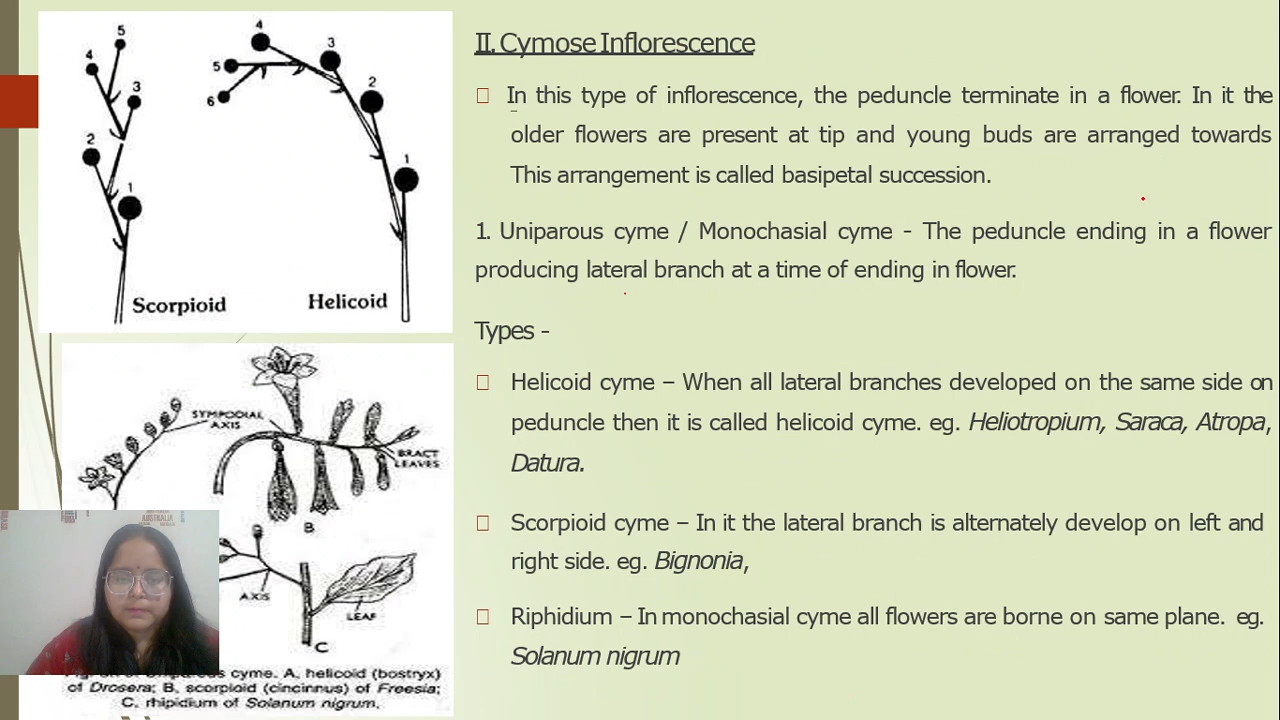 5
4
3
2
1
Scorpioid
4
3
5
2
6
1
Helicoid
SYMPODIAL
AXIS
BRACT
LEAVES
B
AXIS
LEAF
C
cyme. A, helicoid (bostryx)
of Drosera; B, scorpioid (cincinnus) of Freesia;
C, rhipidium of Solanum nigrum.
II. Cymose Inflorescence
In this type of inflorescence, the peduncle terminate in a flower. In it the
older flowers are present at tip and young buds are arranged towards
This arrangement is called basipetal succession.
1. Uniparous cyme / Monochasial cyme - The peduncle ending in a flower
producing lateral branch at a time of ending in flower.
Types -
Helicoid cyme – When all lateral branches developed on the same side on
peduncle then it is called helicoid cyme. eg. Heliotropium, Saraca, Atropa,
Datura.
Scorpioid cyme – In it the lateral branch is alternately develop on left and
right side. eg. Bignonia,
Riphidium – In monochasial cyme all flowers are borne on same plane. eg.
Solanum nigrum